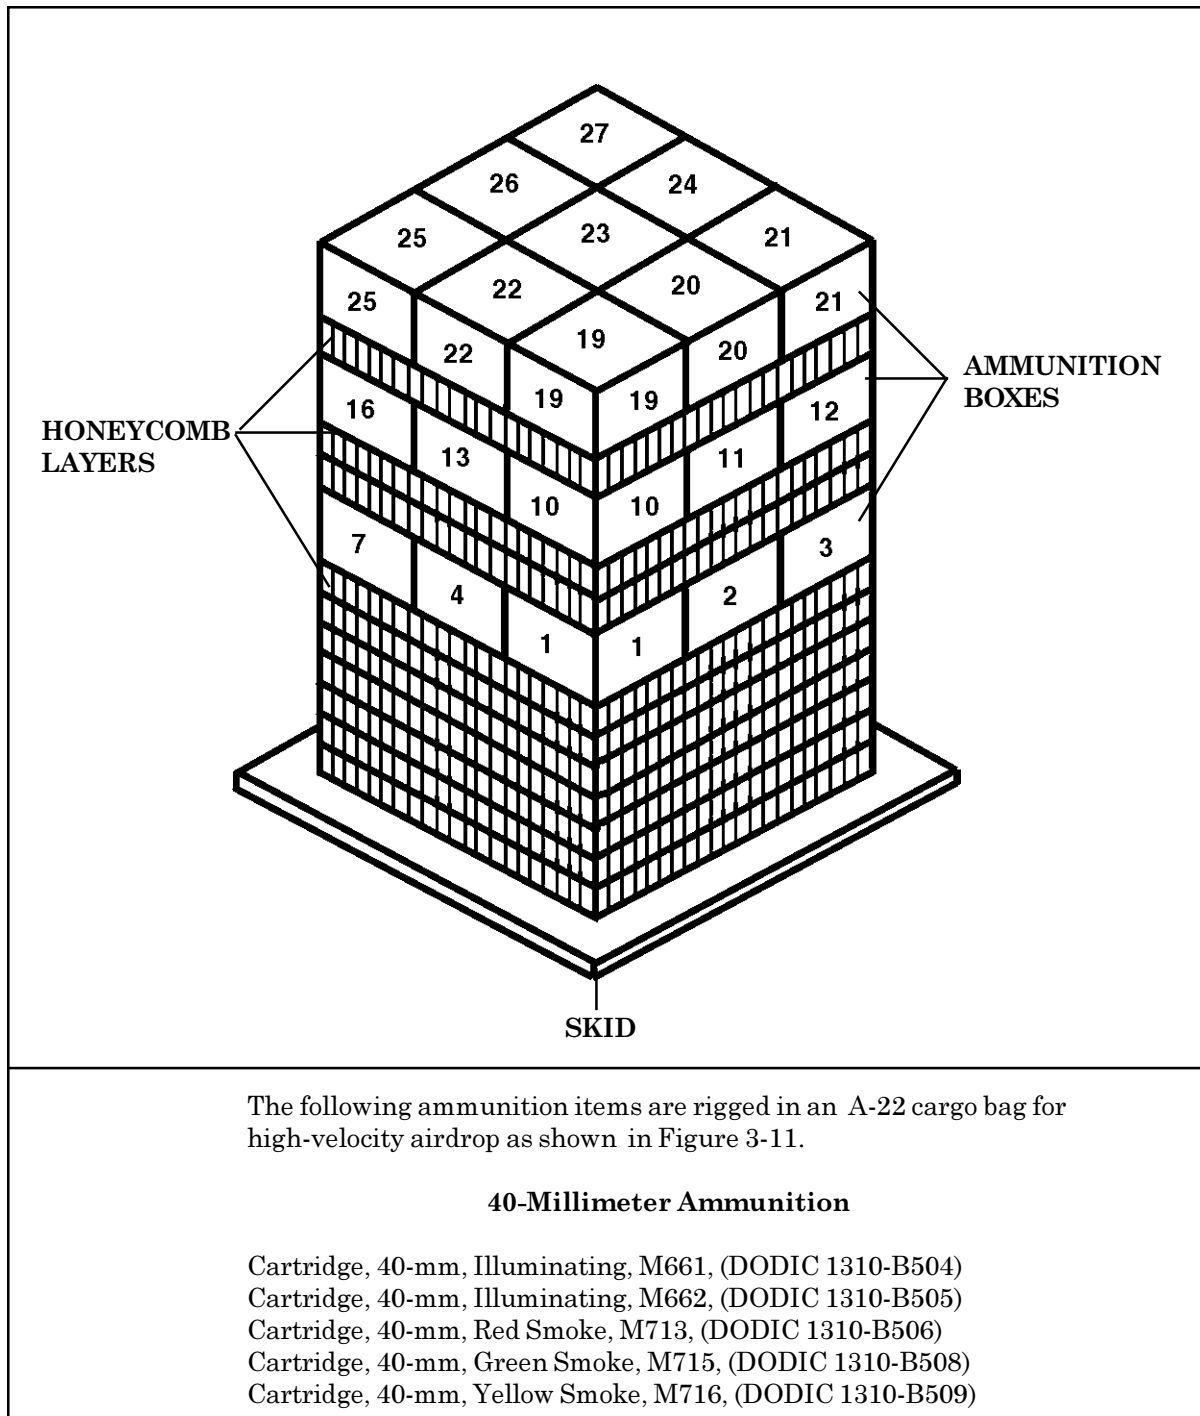 27
26 24
25 23 21
22 20
19
25 22 19 19 20 21
16 13 10 10 11 12
7 4 1 1 2 3
HONEYCOMB
LAYERS
AMMUNITION
BOXES
SKID
The following ammunition items are rigged in an A-22 cargo bag for
high-velocity airdrop as shown in Figure 3-11.
40-Millimeter Ammunition
Cartridge, 40-mm, Illuminating, M661, (DODIC 1310-B504)
Cartridge, 40-mm, Illuminating, M662, (DODIC 1310-B505)
Cartridge, 40-mm, Red Smoke, M713, (DODIC 1310-B506)
Cartridge, 40-mm, Green Smoke, M715, (DODIC 1310-B508)
Cartridge, 40-mm, Yellow Smoke, M716, (DODIC 1310-B509)